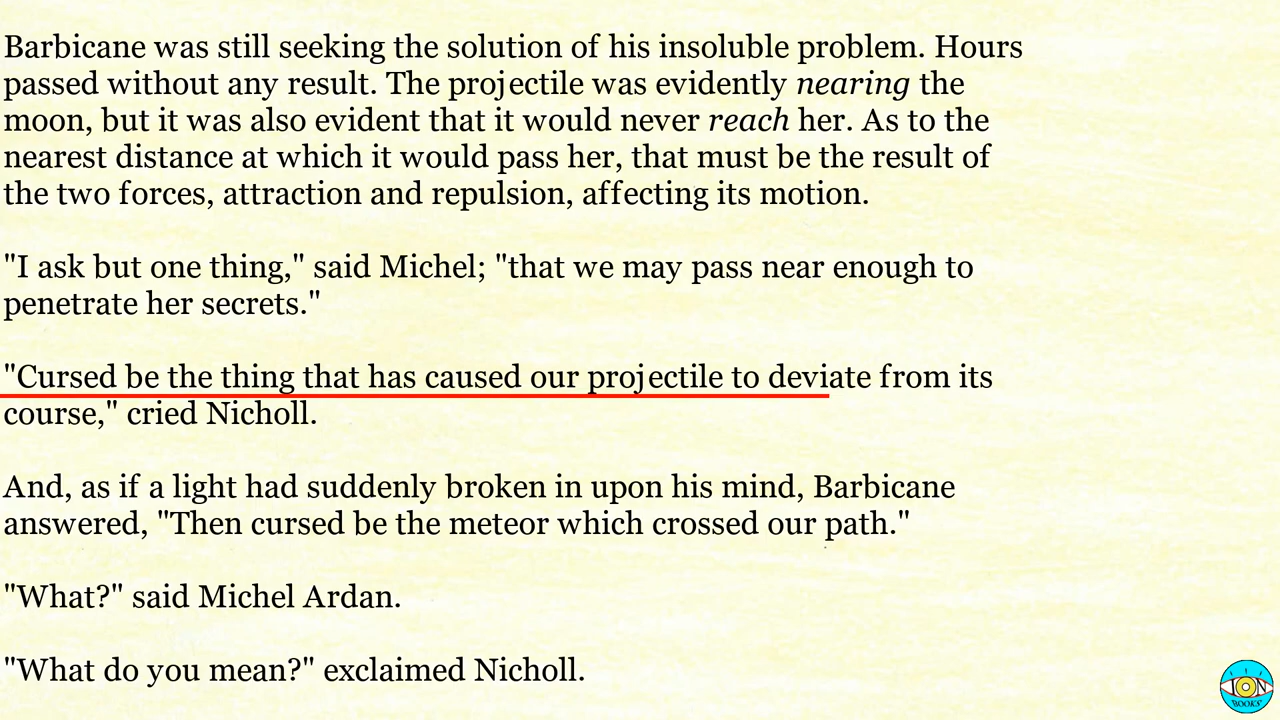 Barbicane was still seeking the solution of his insoluble problem. Hours
passed without any result. The projectile was evidently nearing the
moon, but it was also evident that it would never reach her. As to the
nearest distance at which it would pass her, that must be the result of
the two forces, attraction and repulsion, affecting its motion.
"I ask but one thing," said Michel; "that we may pass near enough to
penetrate her secrets."
"Cursed be the thing that has caused our projectile to deviate from its
course," cried Nicholl.
And, as if a light had suddenly broken in upon his mind, Barbicane
answered, "Then cursed be the meteor which crossed our path."
"What?" said Michel Ardan.
"What do you mean?" exclaimed Nicholl.
ION
BOOKS